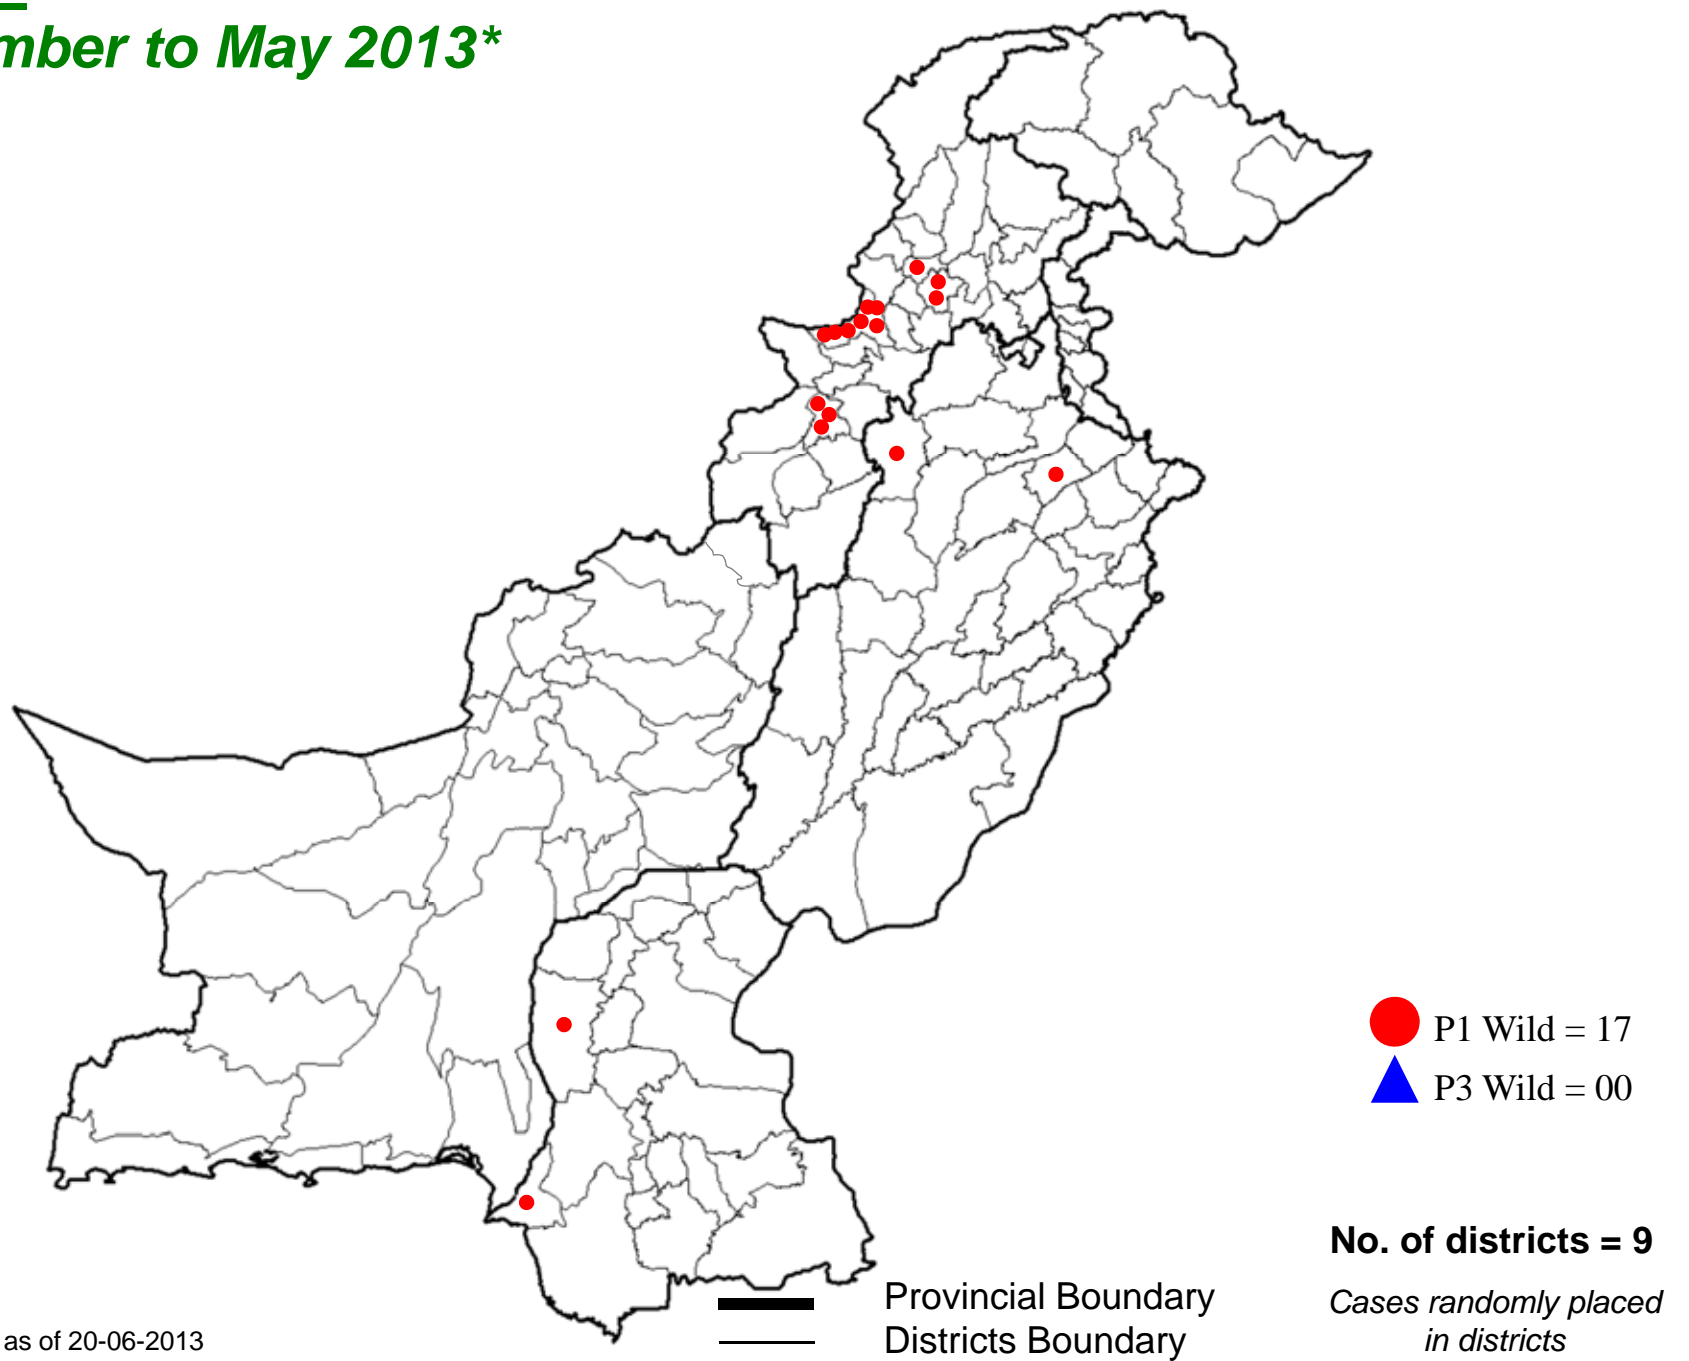 mber to May 2013*
P1 Wild = 17
P3 Wild = 00
No. of districts = 9
Cases randomly placed
in districts
Provincial Boundary
Districts Boundary
as of 20-06-2013